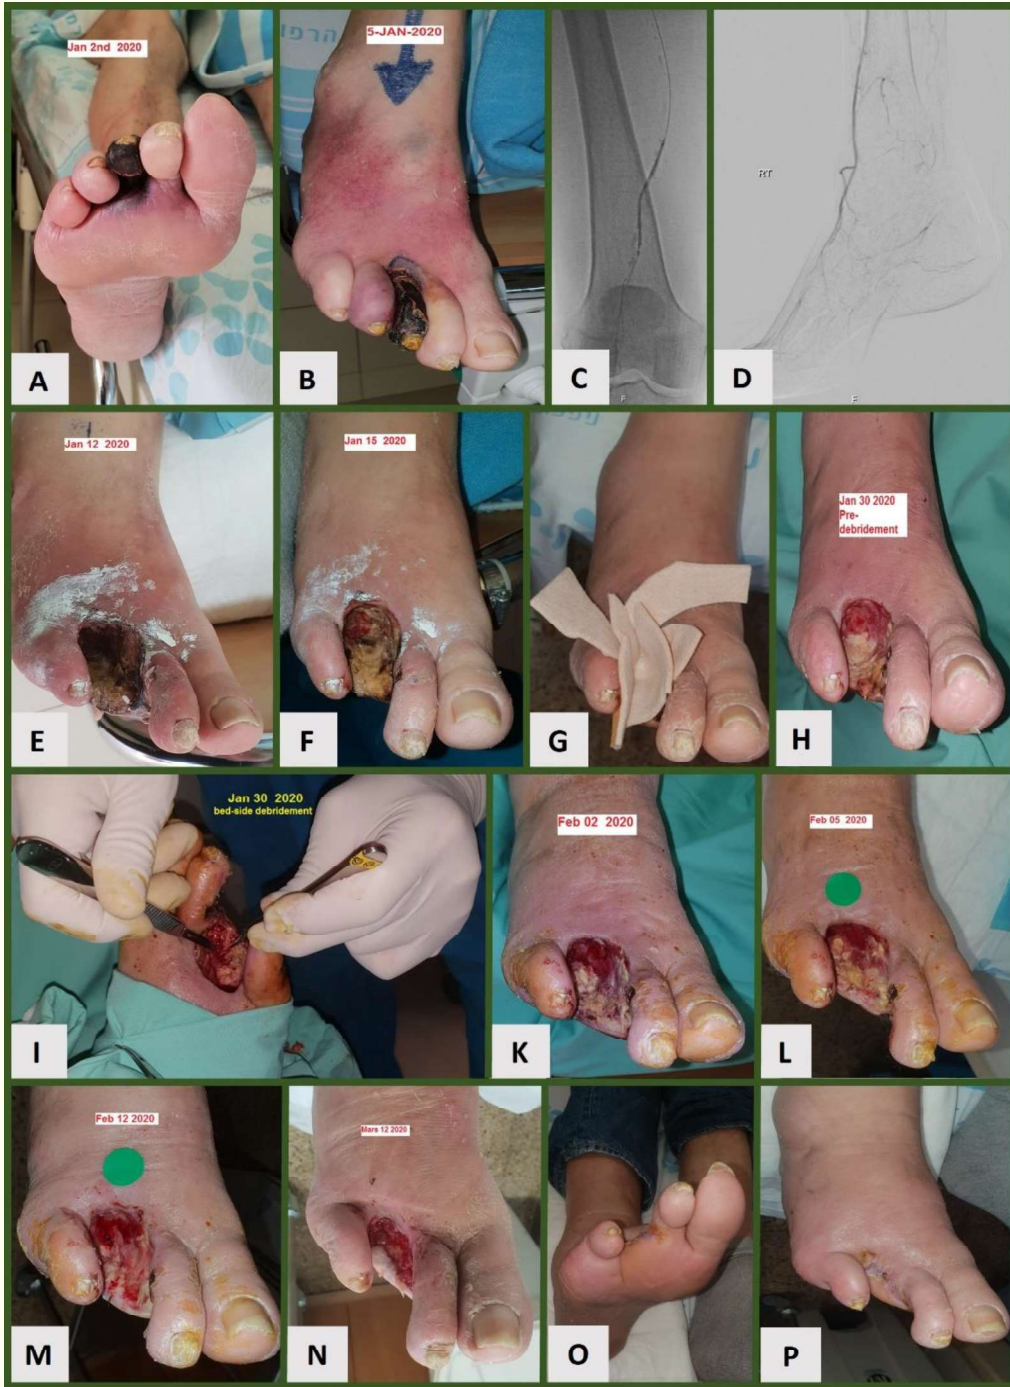 Jan 2nd 2020
5-JAN-2020
הרפו
RT
A
B
C
D
F
F
Jan 12 2020
Jan 15 2020
Jan 30 2020
Pre-
debridement
E
F
G
H
Jan 30 2020
bed-side debridement
Feb 02 2020
Feb 05 2020
I
K
L
Feb 12 2020
Mars 12 2020
M
N
O
P